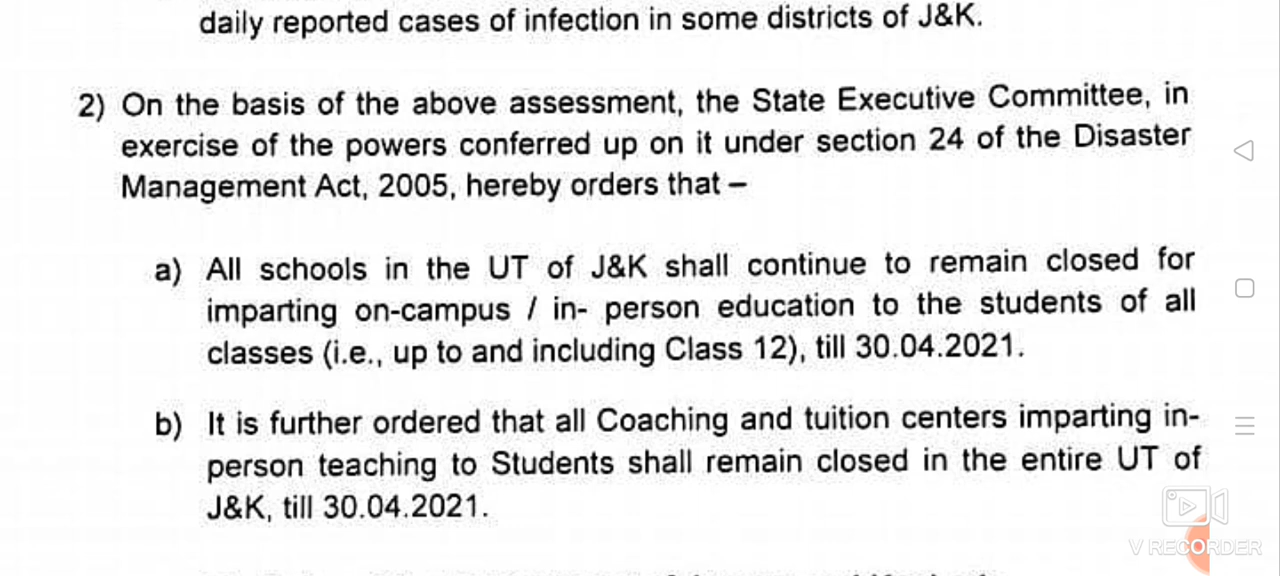 daily reported cases of infection in some districts of J&K.
2) On the basis of the above assessment, the State Executive Committee, in
exercise of the powers conferred up on it under section 24 of the Disaster
Management Act, 2005, hereby orders that –
a) All schools in the UT of J&K shall continue to remain closed for
imparting on-campus / in- person education to the students of all
classes (i.e., up to and including Class 12), till 30.04.2021.
b) It is further ordered that all Coaching and tuition centers imparting in-
person teaching to Students shall remain closed in the entire UT of
J&K, till 30.04.2021.
V RECORDER